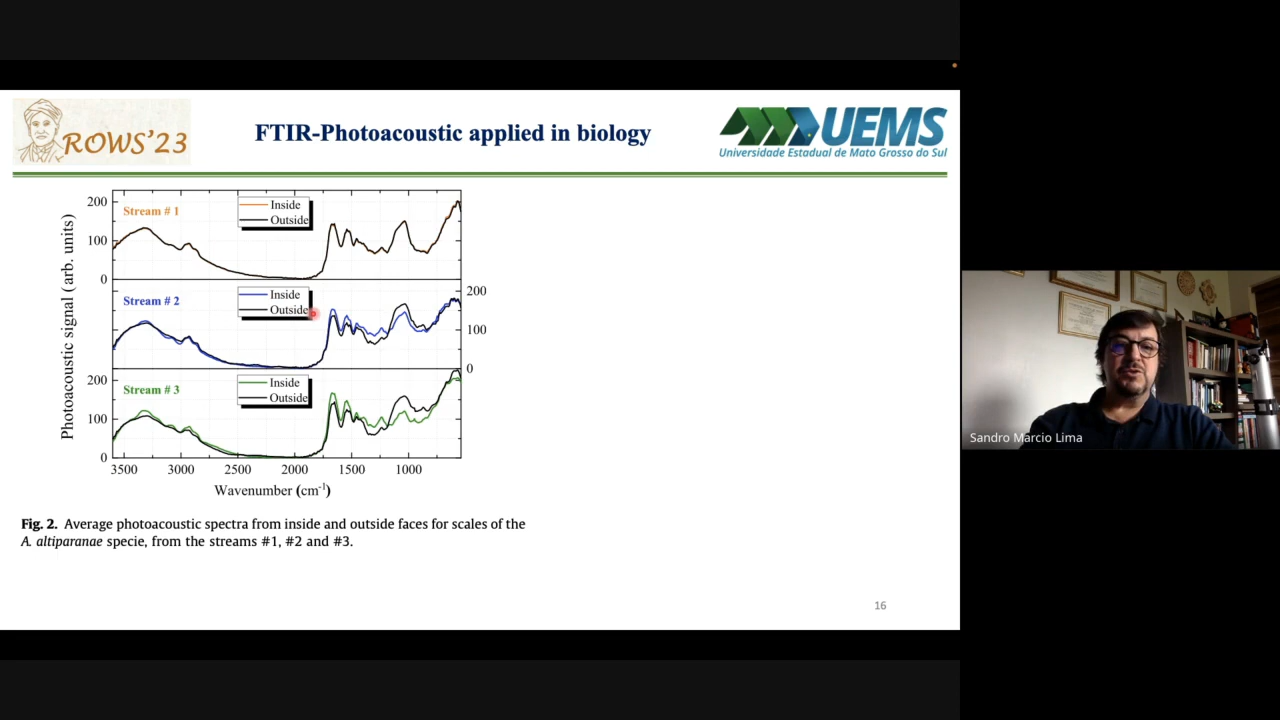 ROWS'23
FTIR-Photoacoustic applied in biology
UEMS
Universidade Estadual de Mato Grosso do Sul
Photoacoustic signal (arb. units)
200
100
0
Stream # 1
Inside
Outside
Stream # 2
Inside
Outside
200
100
0
200
100
0
Stream # 3
Inside
Outside
3500 3000 2500 2000 1500 1000
Wavenumber (cm-1)
Fig. 2. Average photoacoustic spectra from inside and outside faces for scales of the
A. altiparanae specie, from the streams #1, #2 and #3.
16
Sandro Marcio Lima